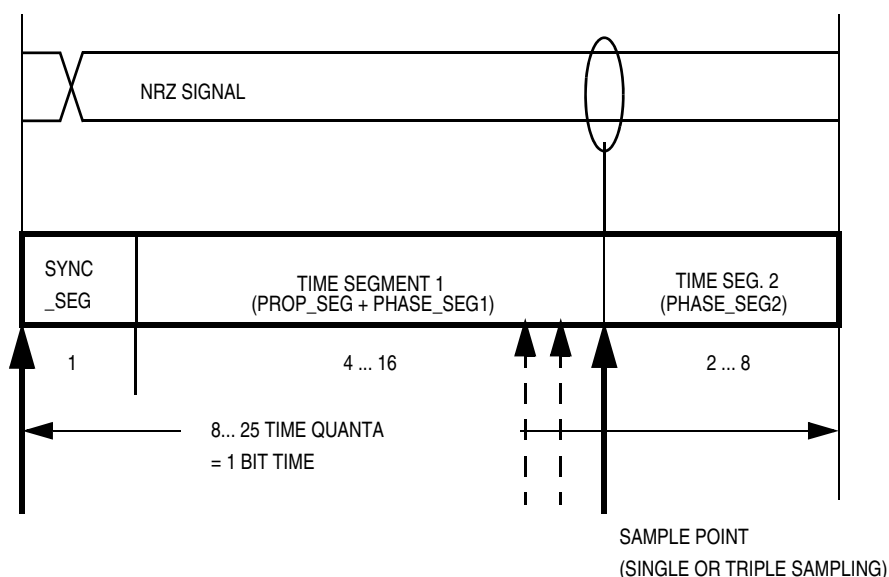 NRZ SIGNAL
SYNC
_SEG
TIME SEGMENT 1
(PROP_SEG + PHASE_SEG1)
TIME SEG. 2
(PHASE_SEG2)
1
4 ... 16
2 ... 8
8... 25 TIME QUANTA
= 1 BIT TIME
SAMPLE POINT
(SINGLE OR TRIPLE SAMPLING)